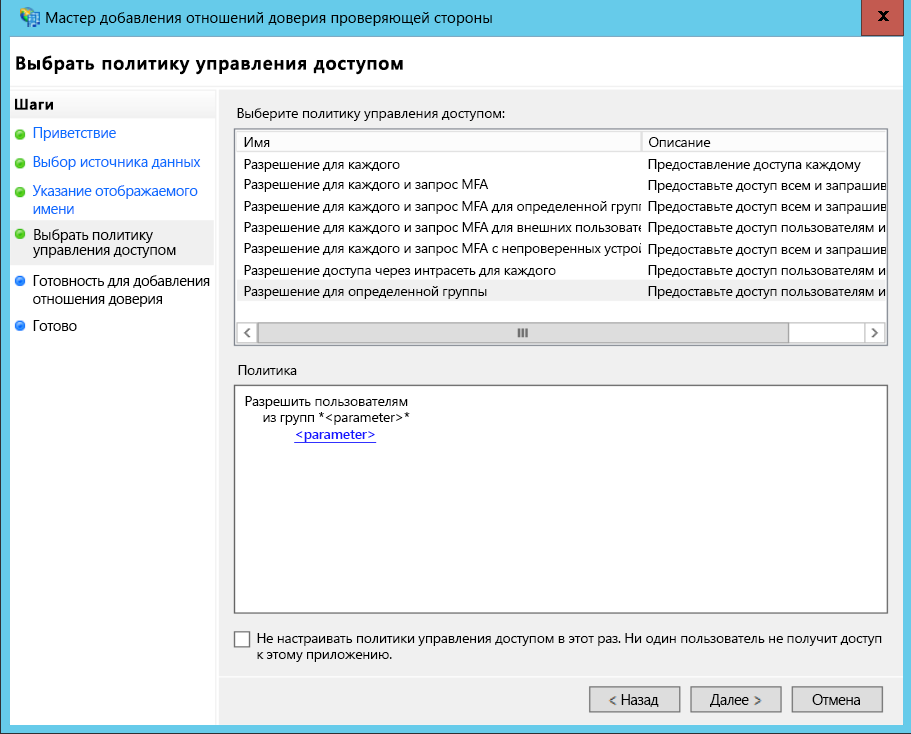 Мастер добавления отношений доверия проверяющей стороны
x
Выбрать политику управления доступом
Шаги
Приветствие
Выбор источника данных
Указание отображаемого
имени
Выбрать политику
управления доступом
Готовность для добавления
отношения доверия
Готово
Выберите политику управления доступом:
Имя Описание
Разрешение для каждого Предоставление доступа каждому
Разрешение для каждого и запрос MFA Предоставьте доступ всем и запрашив
Разрешение для каждого и запрос MFA для определенной групп Предоставьте доступ всем и запрашив
Разрешение для каждого и запрос MFA для внешних пользовате Предоставьте доступ пользователям и
Разрешение для каждого и запрос MFA с непроверенных устрой Предоставьте доступ всем и запрашив
Разрешение доступа через интрасеть для каждого Предоставьте доступ пользователям и
Разрешение для определенной группы Предоставьте доступ пользователям и
Политика
Разрешить пользователям
из групп *<parameter>*
<parameter>
Не настраивать политики управления доступом в этот раз. Ни один пользователь не получит доступ
к этому приложению.
< Назад Далее > Отмена